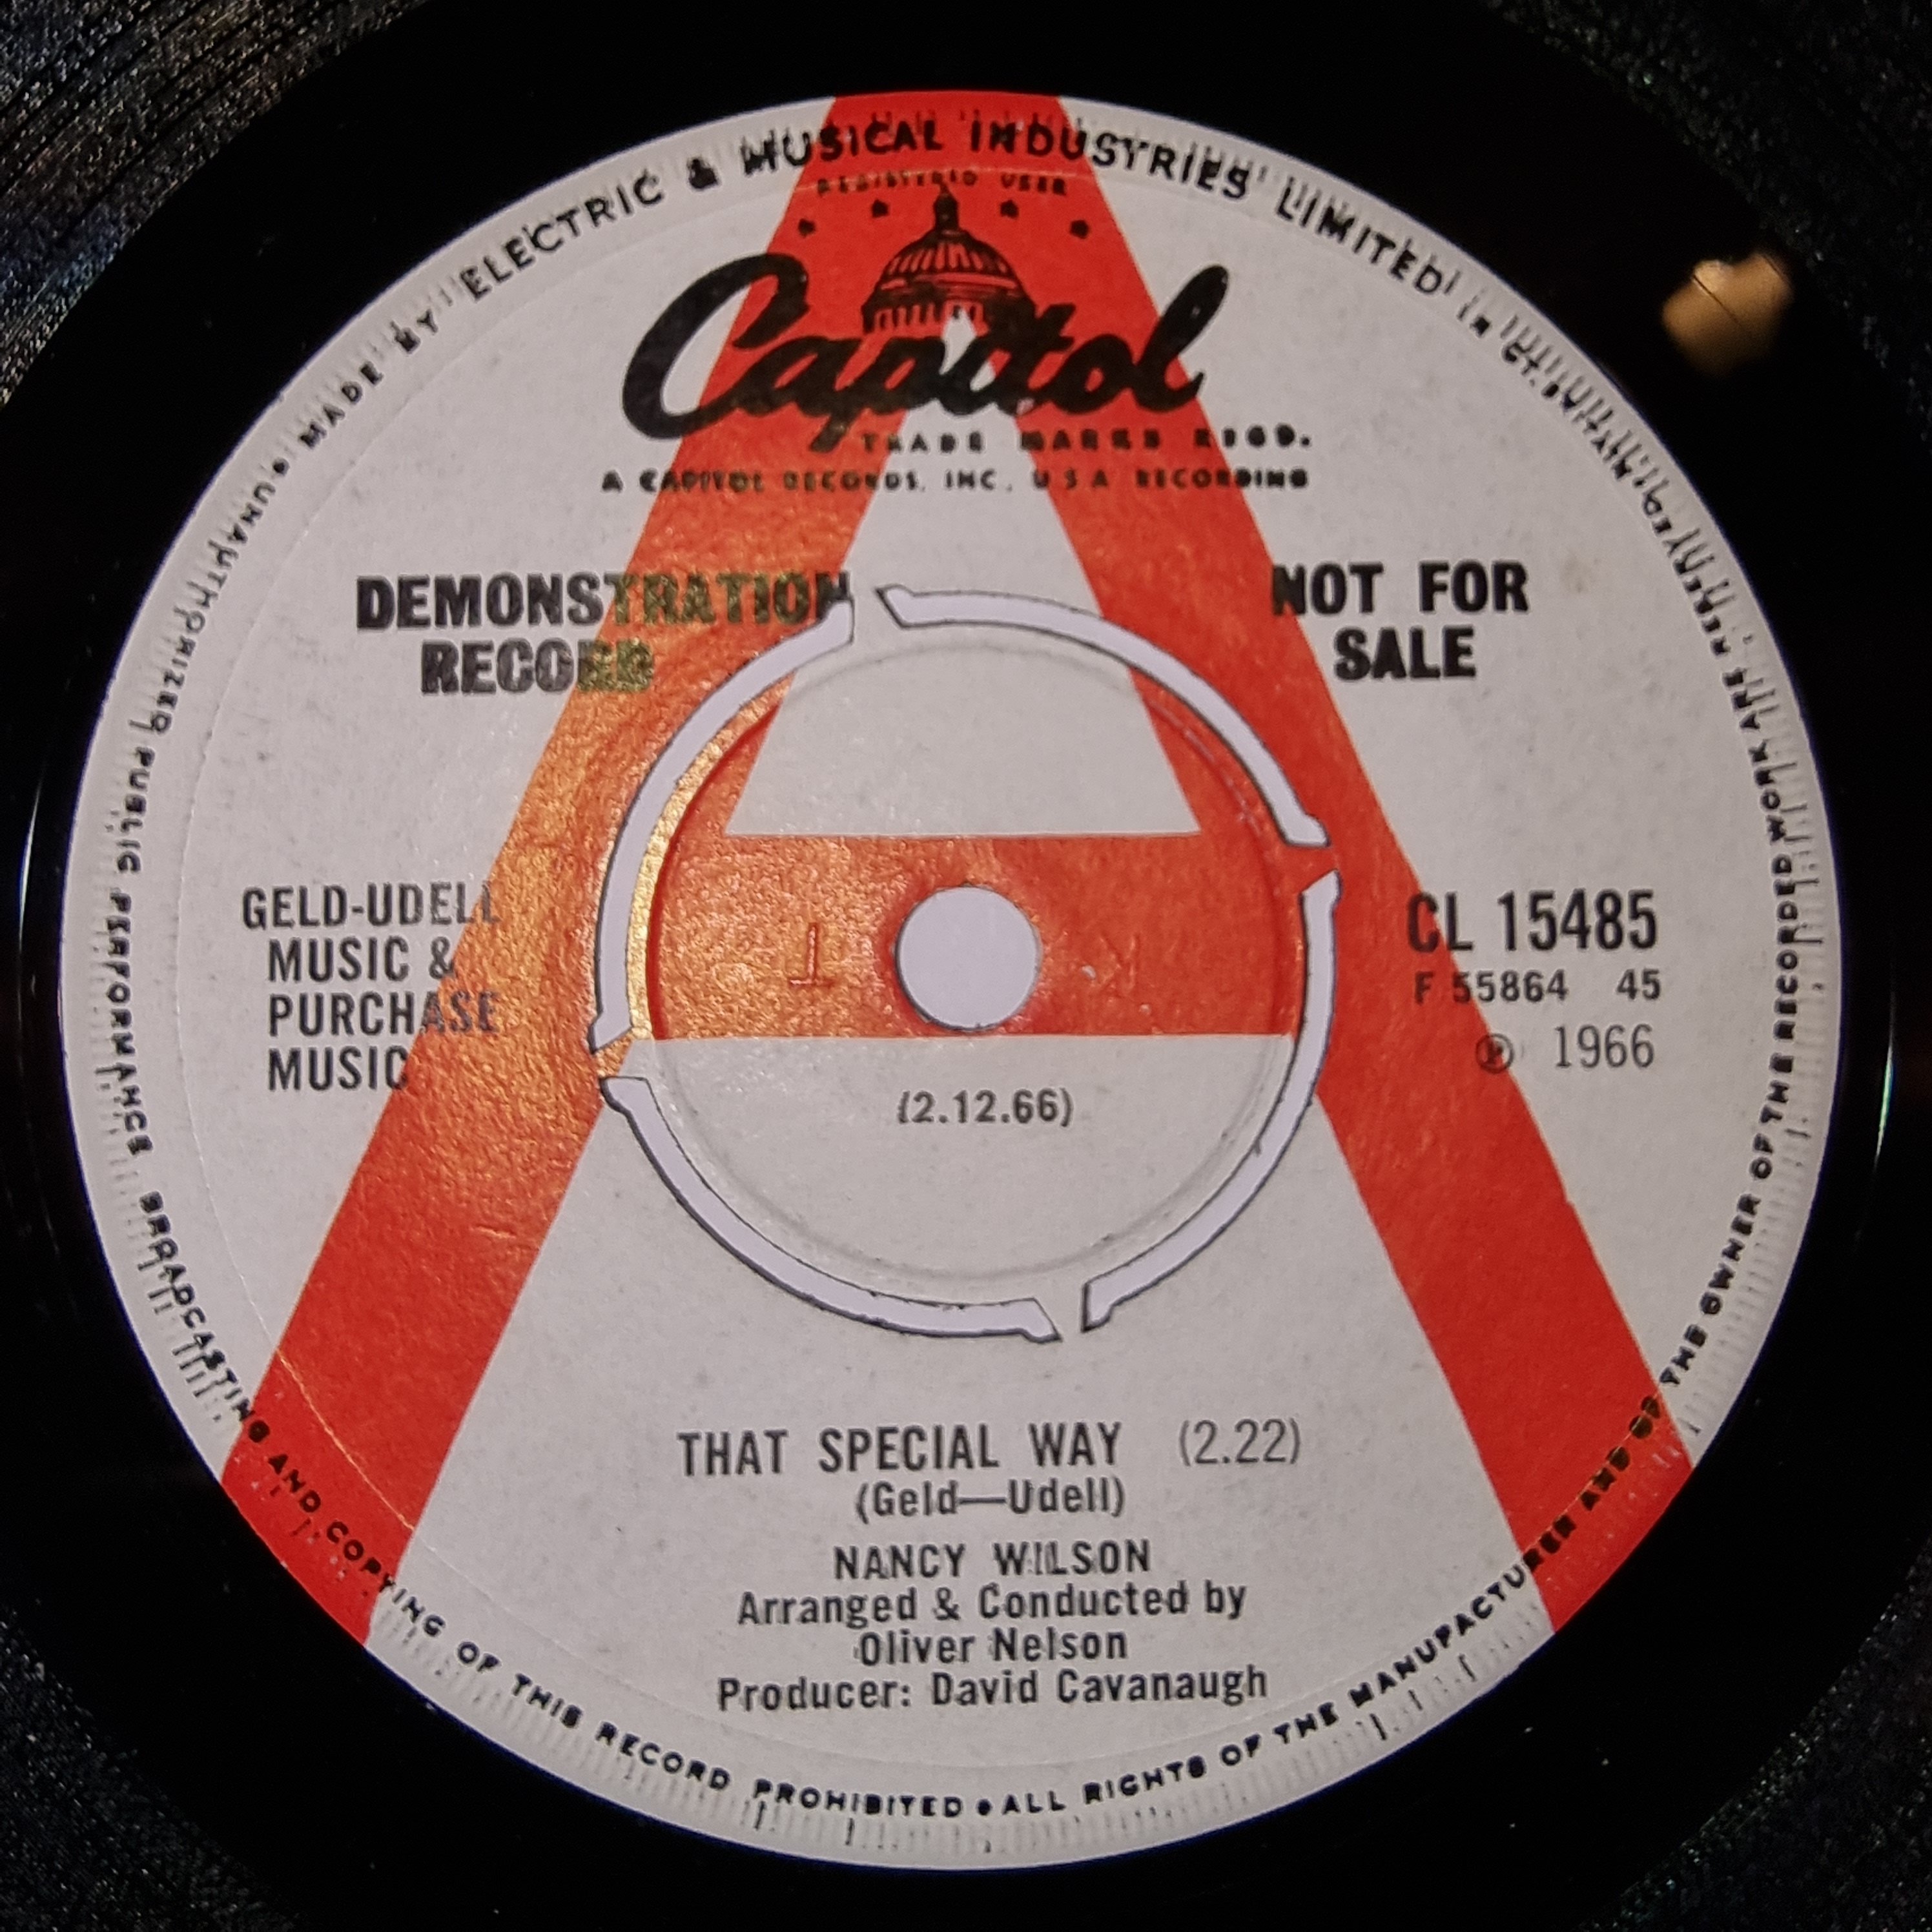 MADE BY ELECTRIC & MUSICAL INDUSTRIES LIMITED
REGISTERED USER
Capitol
TRADE MARKS REGD.
A CAPITOL RECORDS, INC. U S A RECORDING
A
DEMONSTRATION
RECORD
NOT FOR
SALE
GELD-UDELL
MUSIC &
PURCHASE
MUSIC
CL 15485
F 55864 45
℗ 1966
T
(2.12.66)
THAT SPECIAL WAY (2.22)
(Geld—Udell)
NANCY WILSON
Arranged & Conducted by
Oliver Nelson
Producer: David Cavanaugh
ALL RIGHTS OF THE MANUFACTURER AND OF THE OWNER OF THE RECORDED WORK ARE
UNAUTHORIZED PUBLIC PERFORMANCE BROADCASTING AND COPYING OF THIS RECORD PROHIBITED